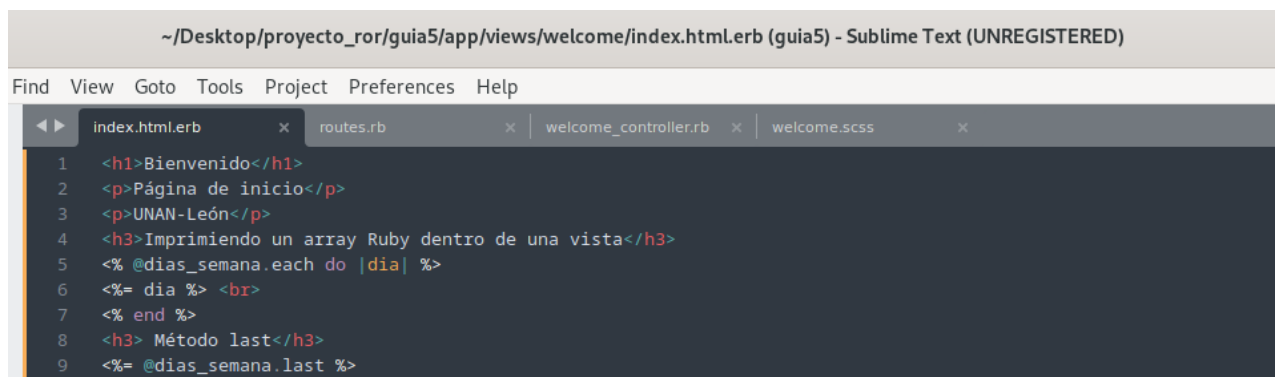 ~/Desktop/proyecto_ror/guia5/app/views/welcome/index.html.erb (guia5) - Sublime Text (UNREGISTERED)
Find View Goto Tools Project Preferences Help
index.html.erb × routes.rb × welcome_controller.rb × welcome.scss ×
1 <h1>Bienvenido</h1>
2 <p>Página de inicio</p>
3 <p>UNAN-León</p>
4 <h3>Imprimiendo un array Ruby dentro de una vista</h3>
5 <% @dias_semana.each do |dia| %>
6 <%= dia %> <br>
7 <% end %>
8 <h3> Método last</h3>
9 <%= @dias_semana.last %>